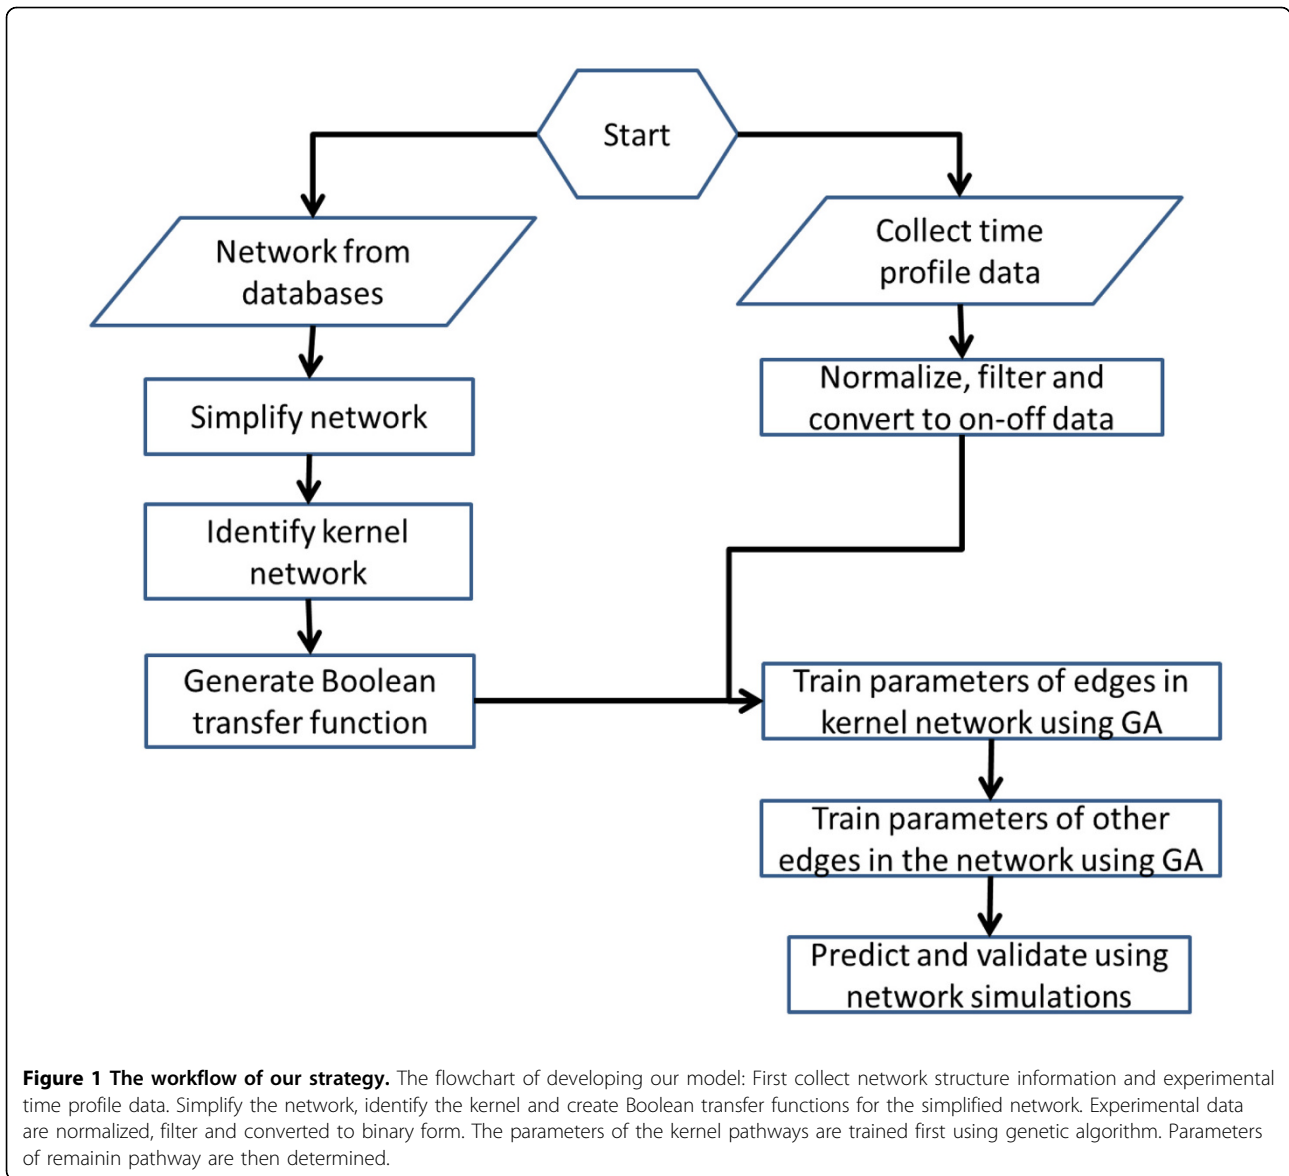 Start
Network from
databases
Collect time
profile data
Simplify network
Normalize, filter and
convert to on-off data
Identify kernel
network
Generate Boolean
transfer function
Train parameters of edges in
kernel network using GA
Train parameters of other
edges in the network using GA
Predict and validate using
network simulations
Figure 1 The workflow of our strategy. The flowchart of developing our model: First collect network structure information and experimental
time profile data. Simplify the network, identify the kernel and create Boolean transfer functions for the simplified network. Experimental data
are normalized, filter and converted to binary form. The parameters of the kernel pathways are trained first using genetic algorithm. Parameters
of remainin pathway are then determined.